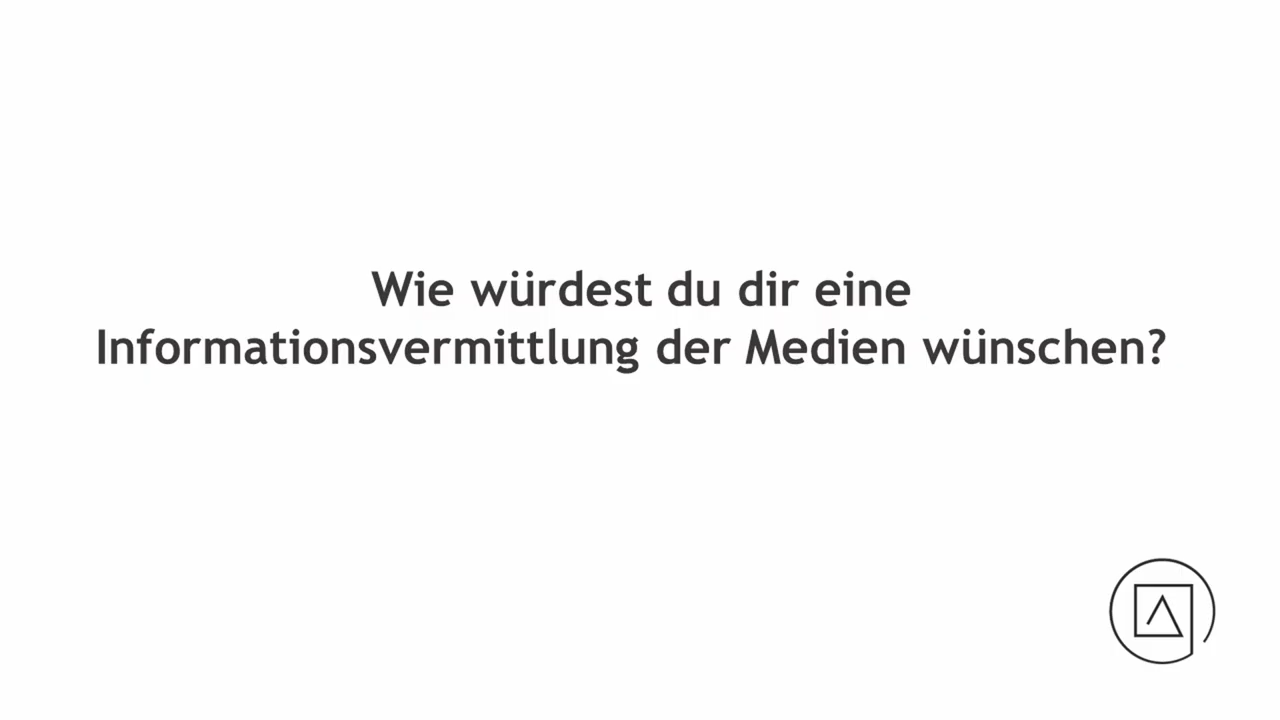 Wie würdest du dir eine
Informationsvermittlung der Medien wünschen?